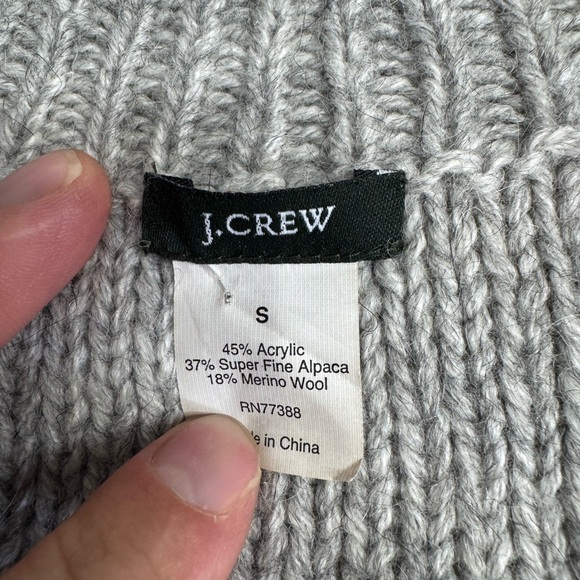 J.CREW
S
45% Acrylic
37% Super Fine Alpaca
18% Merino Wool
RN77388
in China